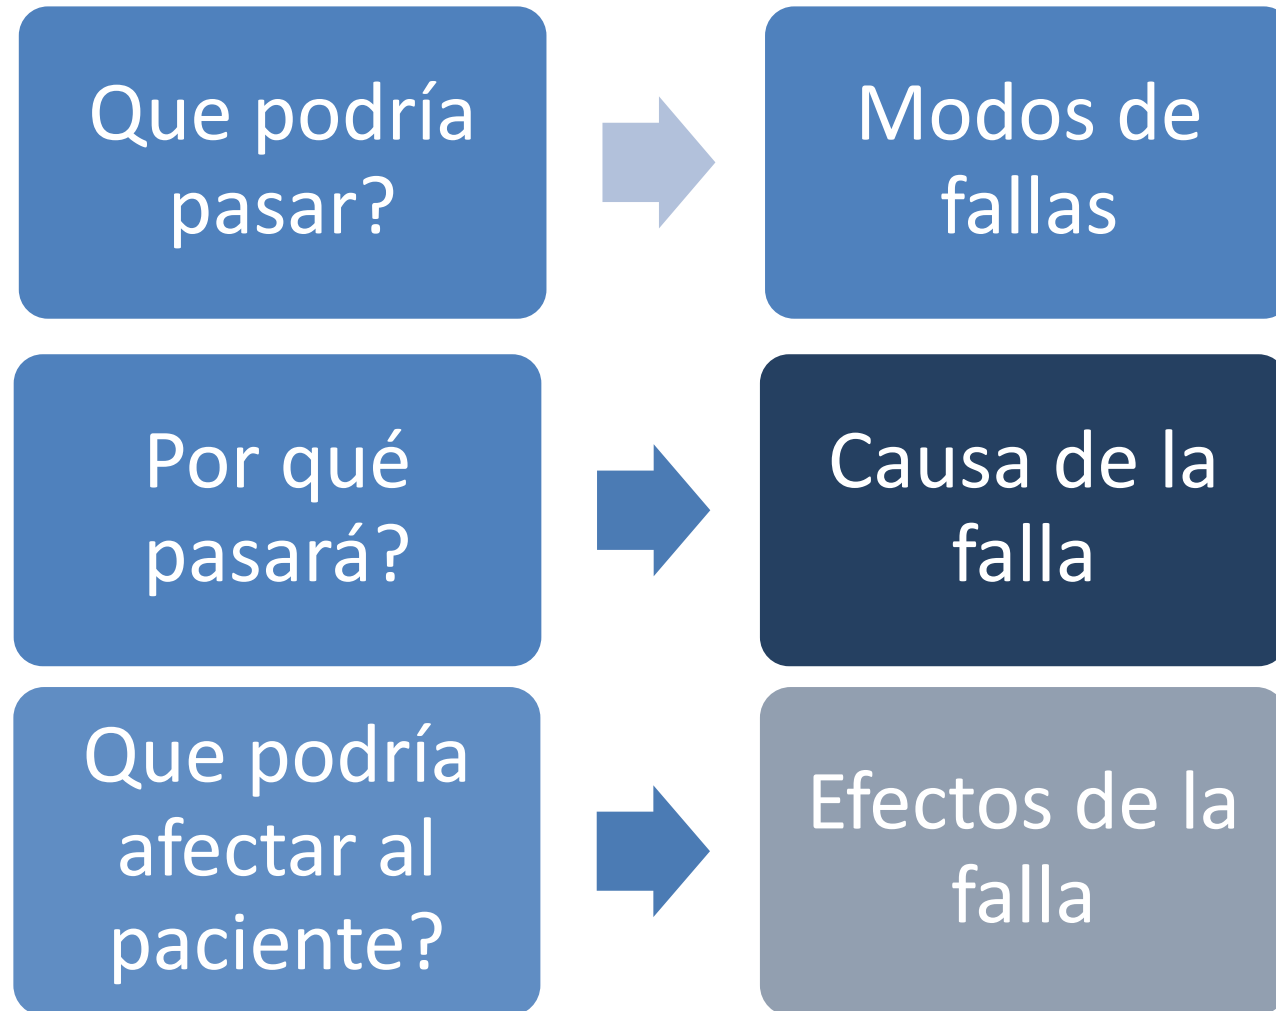 Que podría
pasar?
Modos de
fallas
Por qué
pasará?
Causa de la
falla
Que podría
afectar al
paciente?
Efectos de la
falla